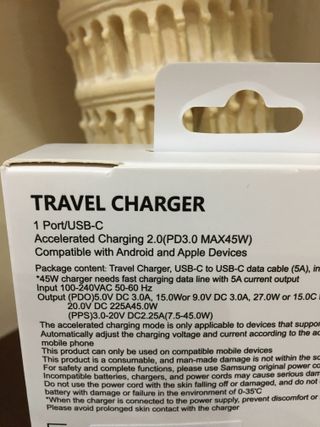 TRAVEL CHARGER
1 Port/USB-C
Accelerated Charging 2.0(PD3.0 MAX45W)
Compatible with Android and Apple Devices
Package content: Travel Charger, USB-C to USB-C data cable (5A), in
*45W charger needs fast charging data line with 5A current output
Input 100-240VAC 50-60 Hz
Output (PDO)5.0V DC 3.0A, 15.0Wor 9.0V DC 3.0A, 27.0W or 15.0C
20.0V DC 225A45.0W
(PPS)3.0-20V DC2.25A(7.5-45.0W)
The accelerated charging mode is only applicable to devices that support
Automatically adjust the charging voltage and current according to the ac
mobile phone
This product can only be used on compatible mobile devices
This product is a consumable, and man-made damage is not within the sc
For safety and complete functions, please use Samsung original power co
Incompatible batteries, chargers, and power cords may cause serious dam
Do not use the power cord with the skin falling off or damaged, and do not
battery with damage or failure in the environment of 0-35℃
*When the charger is connected to the power supply, prevent discomfort or
Please avoid prolonged skin contact with the charger